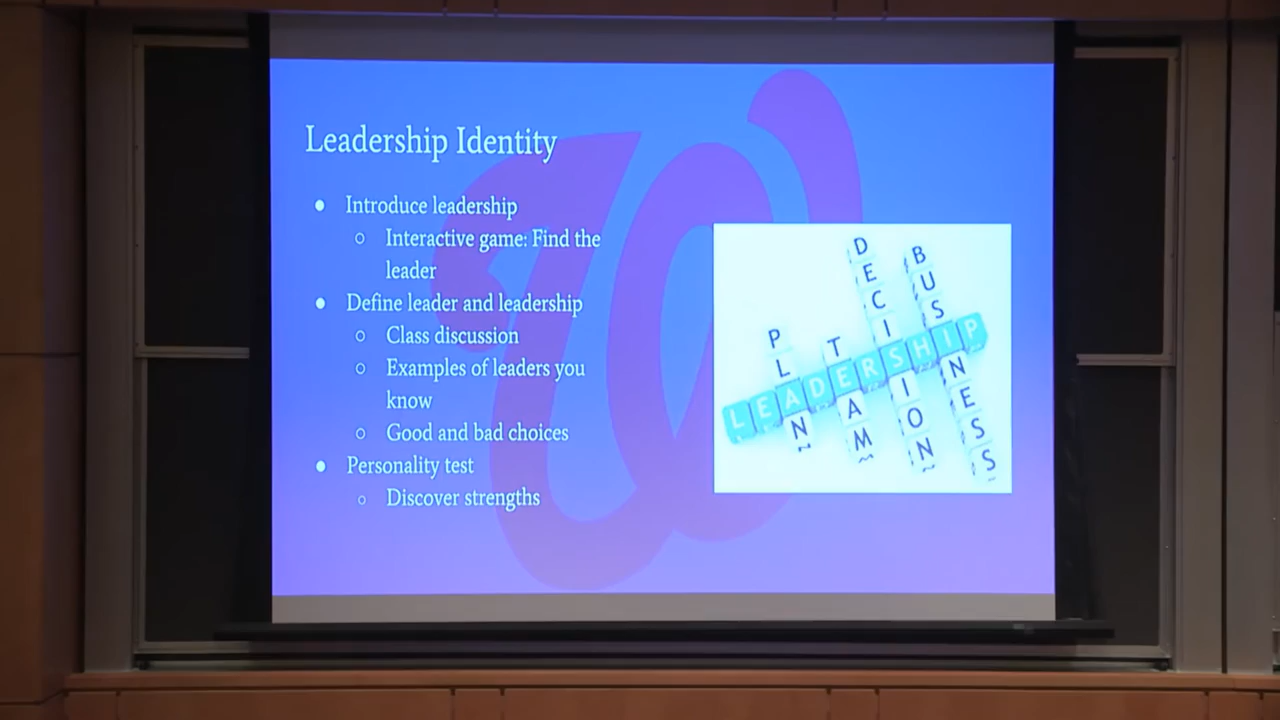 Leadership Identity
● Introduce leadership
○ Interactive game: Find the
leader
● Define leader and leadership
○ Class discussion
○ Examples of leaders you
know
○ Good and bad choices
● Personality test
○ Discover strengths
PLAN
TEAM
DECISION
BUSINESS
LEADERSHIP